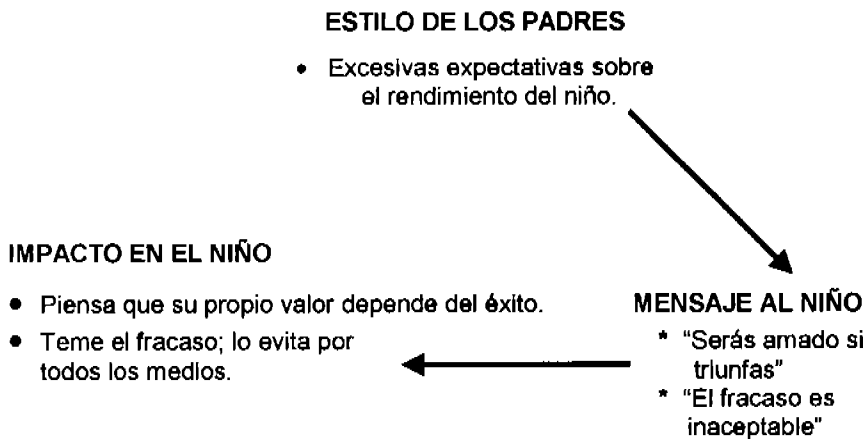 ESTILO DE LOS PADRES
• Excesivas expectativas sobre
el rendimiento del niño.
IMPACTO EN EL NIÑO
• Piensa que su propio valor depende del éxito.
• Teme el fracaso; lo evita por
todos los medios.
MENSAJE AL NIÑO
* "Serás amado si
triunfas"
* "El fracaso es
inaceptable"